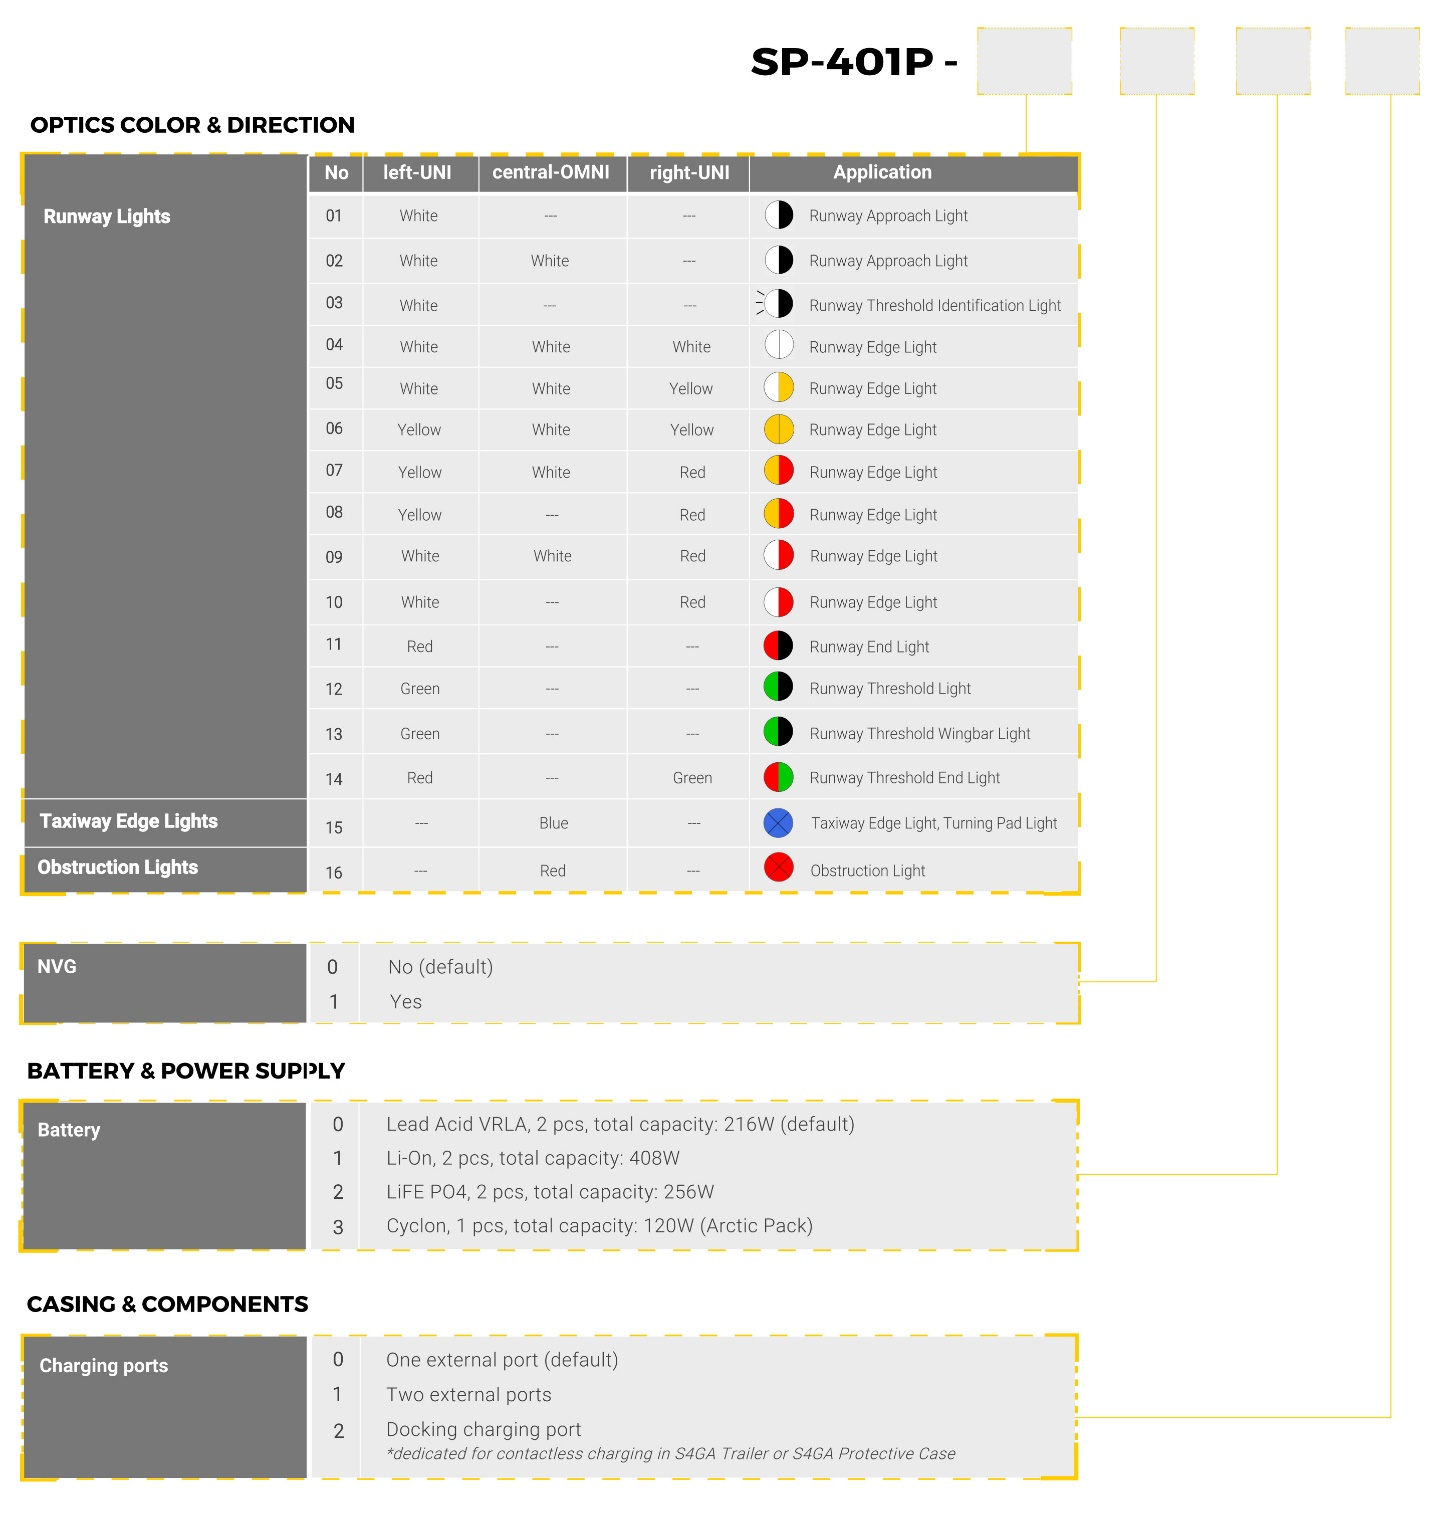 SP-401P -
OPTICS COLOR & DIRECTION
No left-UNI central-OMNI right-UNI Application
Runway Lights
01 White --- --- Runway Approach Light
02 White White --- Runway Approach Light
03 White --- --- Runway Threshold Identification Light
04 White White White Runway Edge Light
05 White White Yellow Runway Edge Light
06 Yellow White Yellow Runway Edge Light
07 Yellow White Red Runway Edge Light
08 Yellow --- Red Runway Edge Light
09 White White Red Runway Edge Light
10 White --- Red Runway Edge Light
11 Red --- --- Runway End Light
12 Green --- --- Runway Threshold Light
13 Green --- --- Runway Threshold Wingbar Light
14 Red --- Green Runway Threshold End Light
Taxiway Edge Lights 15 --- Blue --- Taxiway Edge Light, Turning Pad Light
Obstruction Lights 16 --- Red --- Obstruction Light
NVG 0 No (default)
1 Yes
BATTERY & POWER SUPPLY
Battery 0 Lead Acid VRLA, 2 pcs, total capacity: 216W (default)
1 Li-On, 2 pcs, total capacity: 408W
2 LiFE PO4, 2 pcs, total capacity: 256W
3 Cyclon, 1 pcs, total capacity: 120W (Arctic Pack)
CASING & COMPONENTS
Charging ports 0 One external port (default)
1 Two external ports
2 Docking charging port
*dedicated for contactless charging in S4GA Trailer or S4GA Protective Case